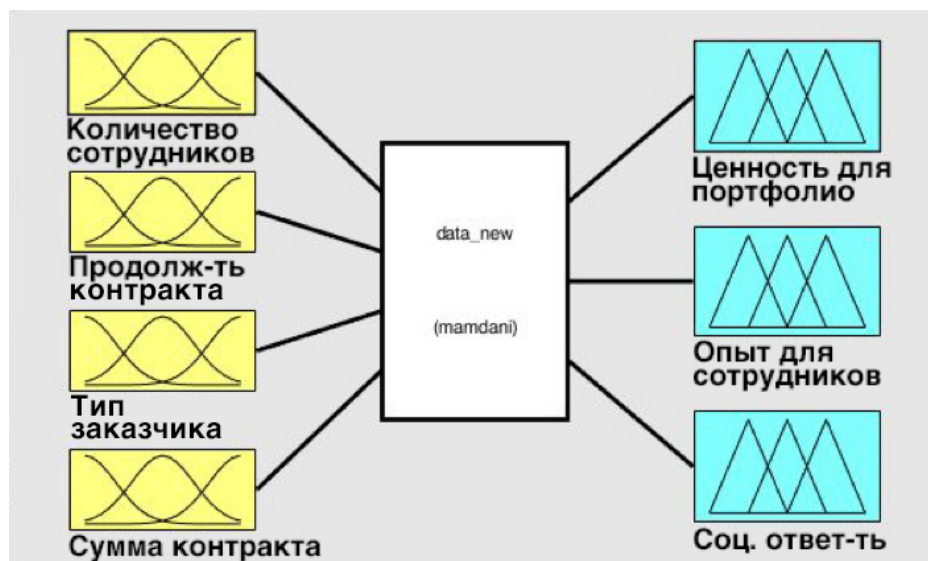 Количество
сотрудников
Продолж-ть
контракта
Тип
заказчика
Сумма контракта
data_new
(mamdani)
Ценность для
портфолио
Опыт для
сотрудников
Соц. ответ-ть